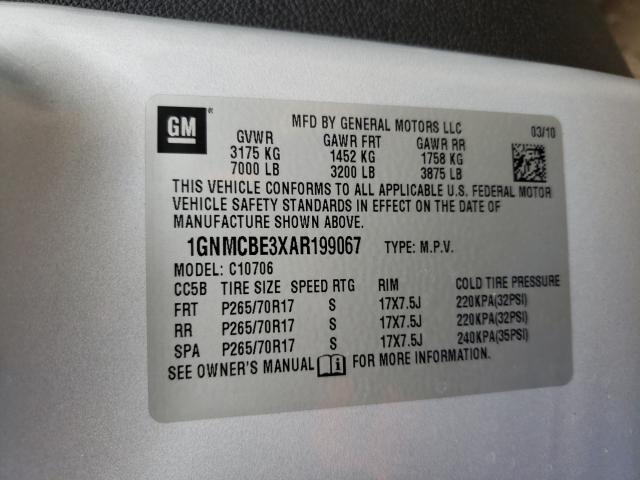 GM
MFD BY GENERAL MOTORS LLC 03/10
GVWR GAWR FRT GAWR RR
3175 KG 1452 KG 1758 KG
7000 LB 3200 LB 3875 LB
THIS VEHICLE CONFORMS TO ALL APPLICABLE U.S. FEDERAL MOTOR
VEHICLE SAFETY STANDARDS IN EFFECT ON THE DATE OF
MANUFACTURE SHOWN ABOVE.
1GNMCBE3XAR199067 TYPE: M.P.V.
MODEL: C10706
CC5B TIRE SIZE SPEED RTG RIM COLD TIRE PRESSURE
FRT P265/70R17 S 17X7.5J 220KPA(32PSI)
RR P265/70R17 S 17X7.5J 220KPA(32PSI)
SPA P265/70R17 S 17X7.5J 240KPA(35PSI)
SEE OWNER'S MANUAL i FOR MORE INFORMATION.